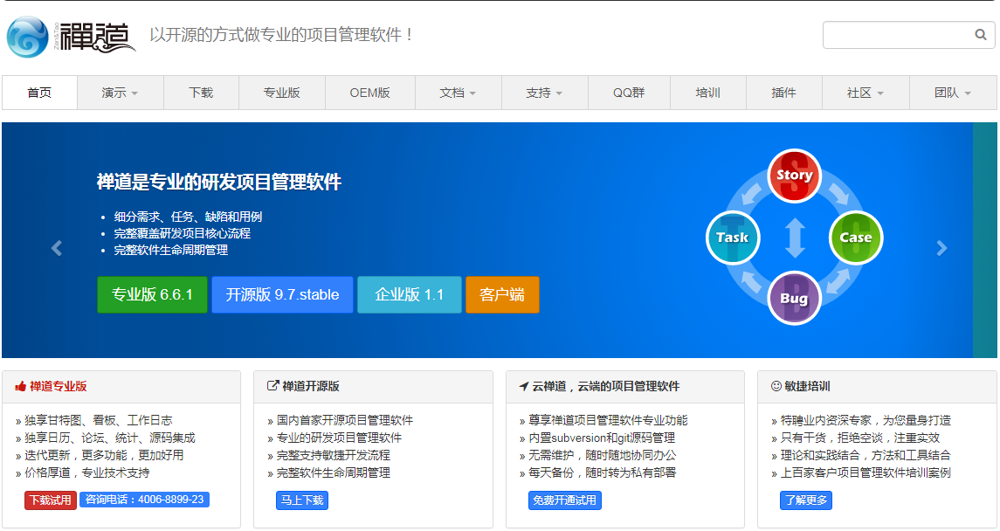 Zen&Tao
禅道 以开源的方式做专业的项目管理软件！
首页 演示 下载 专业版 OEM版 文档 支持 QQ群 培训 插件 社区 团队
禅道是专业的研发项目管理软件
• 细分需求、任务、缺陷和用例
• 完整覆盖研发项目核心流程
• 完整软件生命周期管理
专业版 6.6.1 开源版 9.7.stable 企业版 1.1 客户端
Story
Task Case
Bug
禅道专业版
» 独享甘特图、看板、工作日志
» 独享日历、论坛、统计、源码集成
» 迭代更新，更多功能，更加好用
» 价格厚道，专业技术支持
下载试用 咨询电话：4006-8899-23
禅道开源版
» 国内首家开源项目管理软件
» 专业的研发项目管理软件
» 完整支持敏捷开发流程
» 完整软件生命周期管理
马上下载
云禅道，云端的项目管理软件
» 尊享禅道项目管理软件专业功能
» 内置subversion和git源码管理
» 无需维护，随时随地协同办公
» 每天备份，随时转为私有部署
免费开通试用
敏捷培训
» 特聘业内资深专家，为您量身打造
» 只有干货，拒绝空谈，注重实效
» 理论和实践结合，方法和工具结合
» 上百家客户项目管理软件培训案例
了解更多